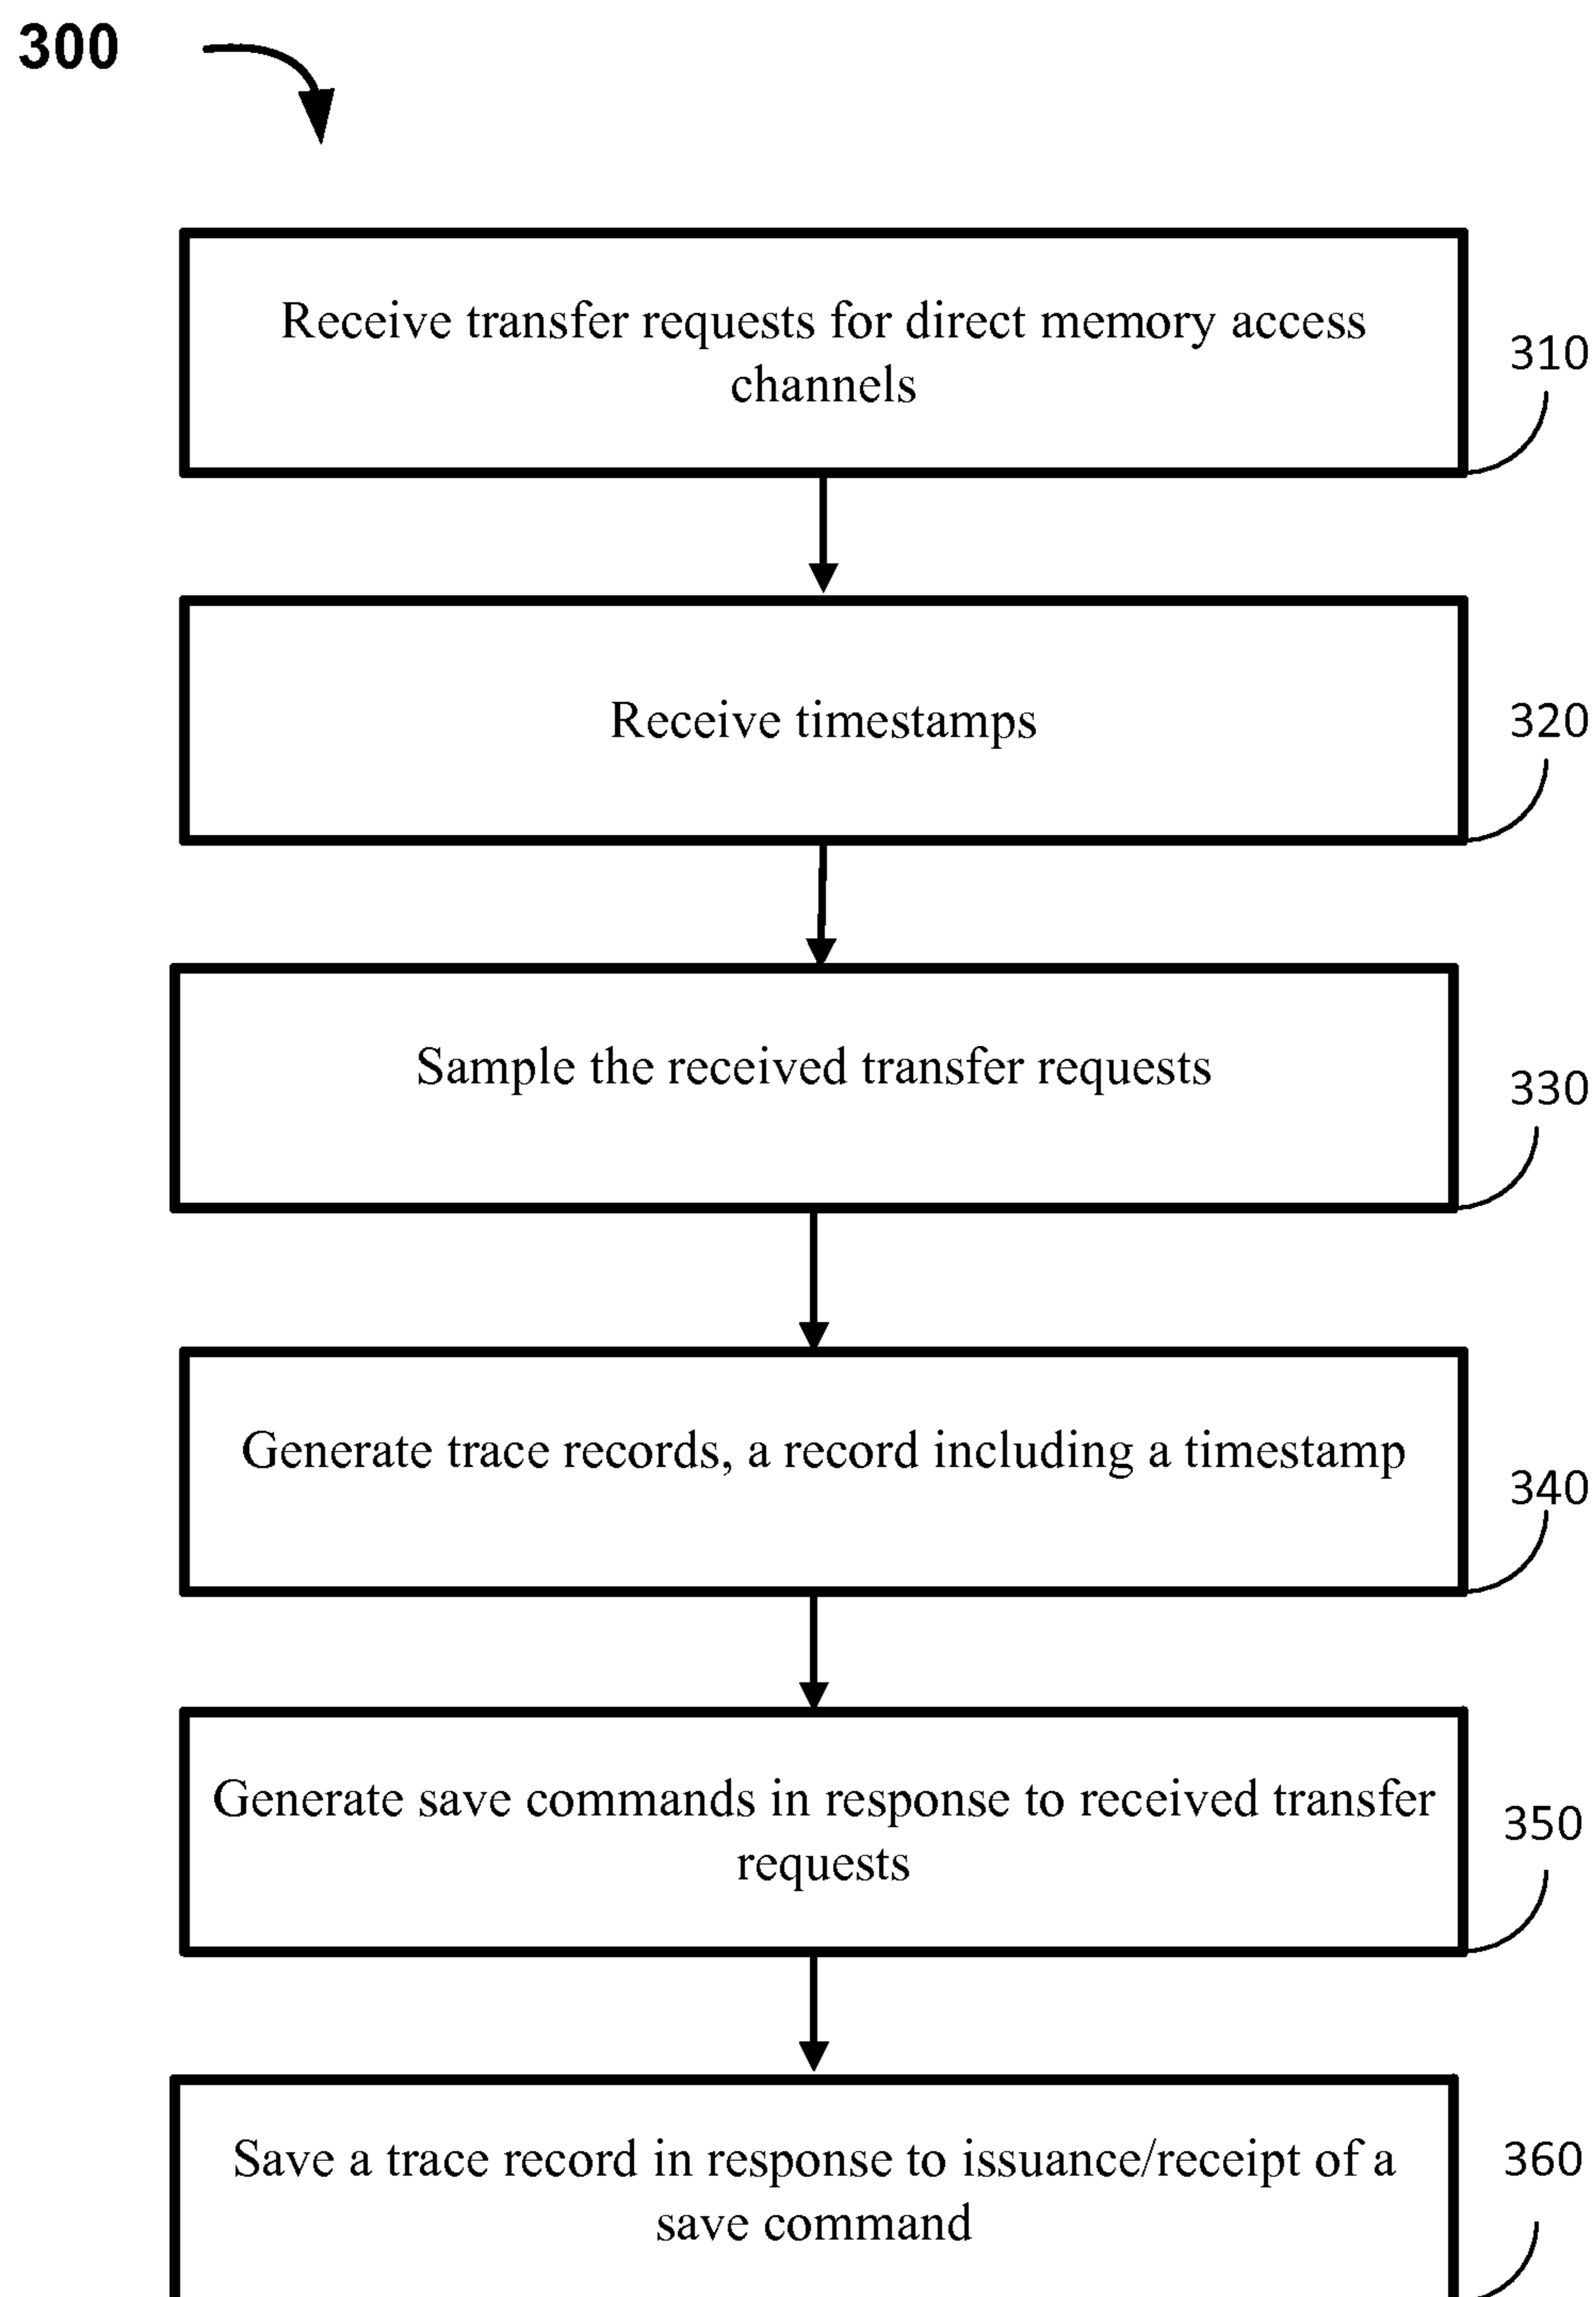 300
Receive transfer requests for direct memory access
channels
310
Receive timestamps
320
Sample the received transfer requests
330
Generate trace records, a record including a timestamp
340
Generate save commands in response to received transfer
requests
350
Save a trace record in response to issuance/receipt of a
save command
360